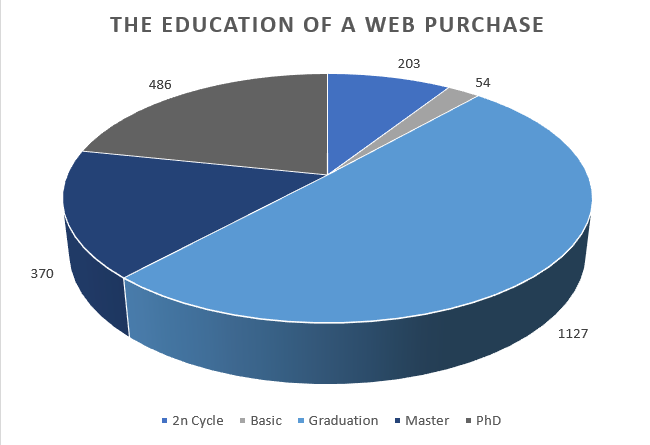 THE EDUCATION OF A WEB PURCHASE
203
54
486
370
1127
2n Cycle Basic Graduation Master PhD